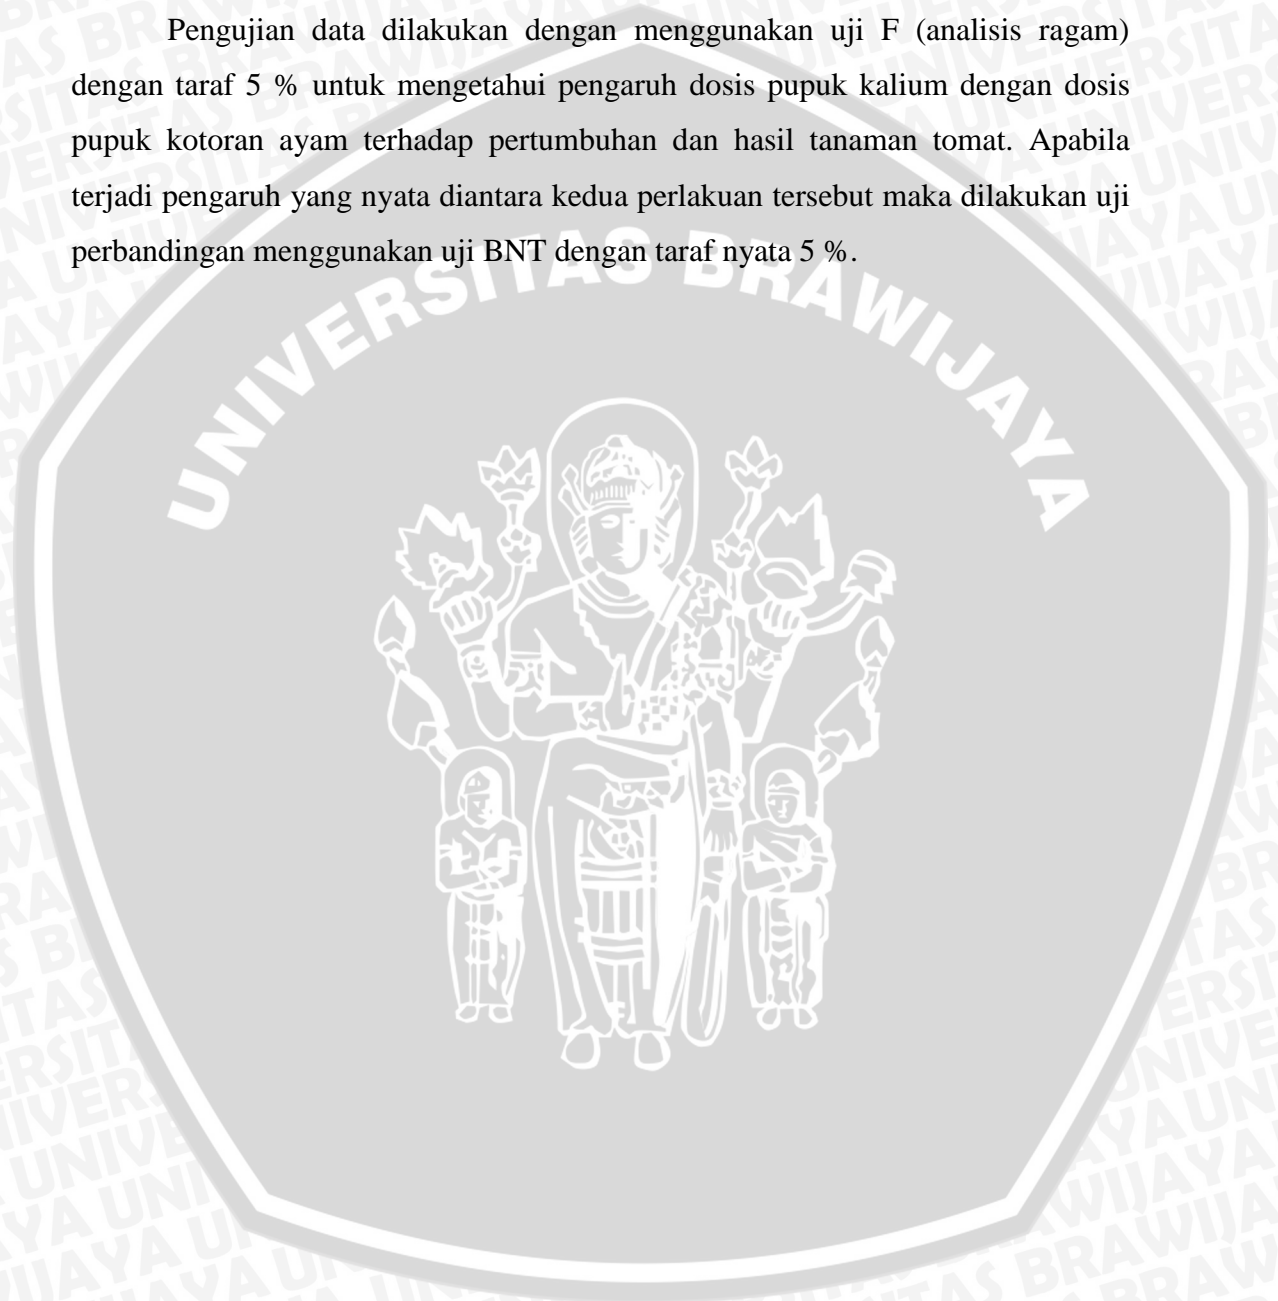 Pengujian data dilakukan dengan menggunakan uji F (analisis ragam)
dengan taraf 5 % untuk mengetahui pengaruh dosis pupuk kalium dengan dosis
pupuk kotoran ayam terhadap pertumbuhan dan hasil tanaman tomat. Apabila
terjadi pengaruh yang nyata diantara kedua perlakuan tersebut maka dilakukan uji
perbandingan menggunakan uji BNT dengan taraf nyata 5 %.
UNIVERSITAS BRAWIJAYA